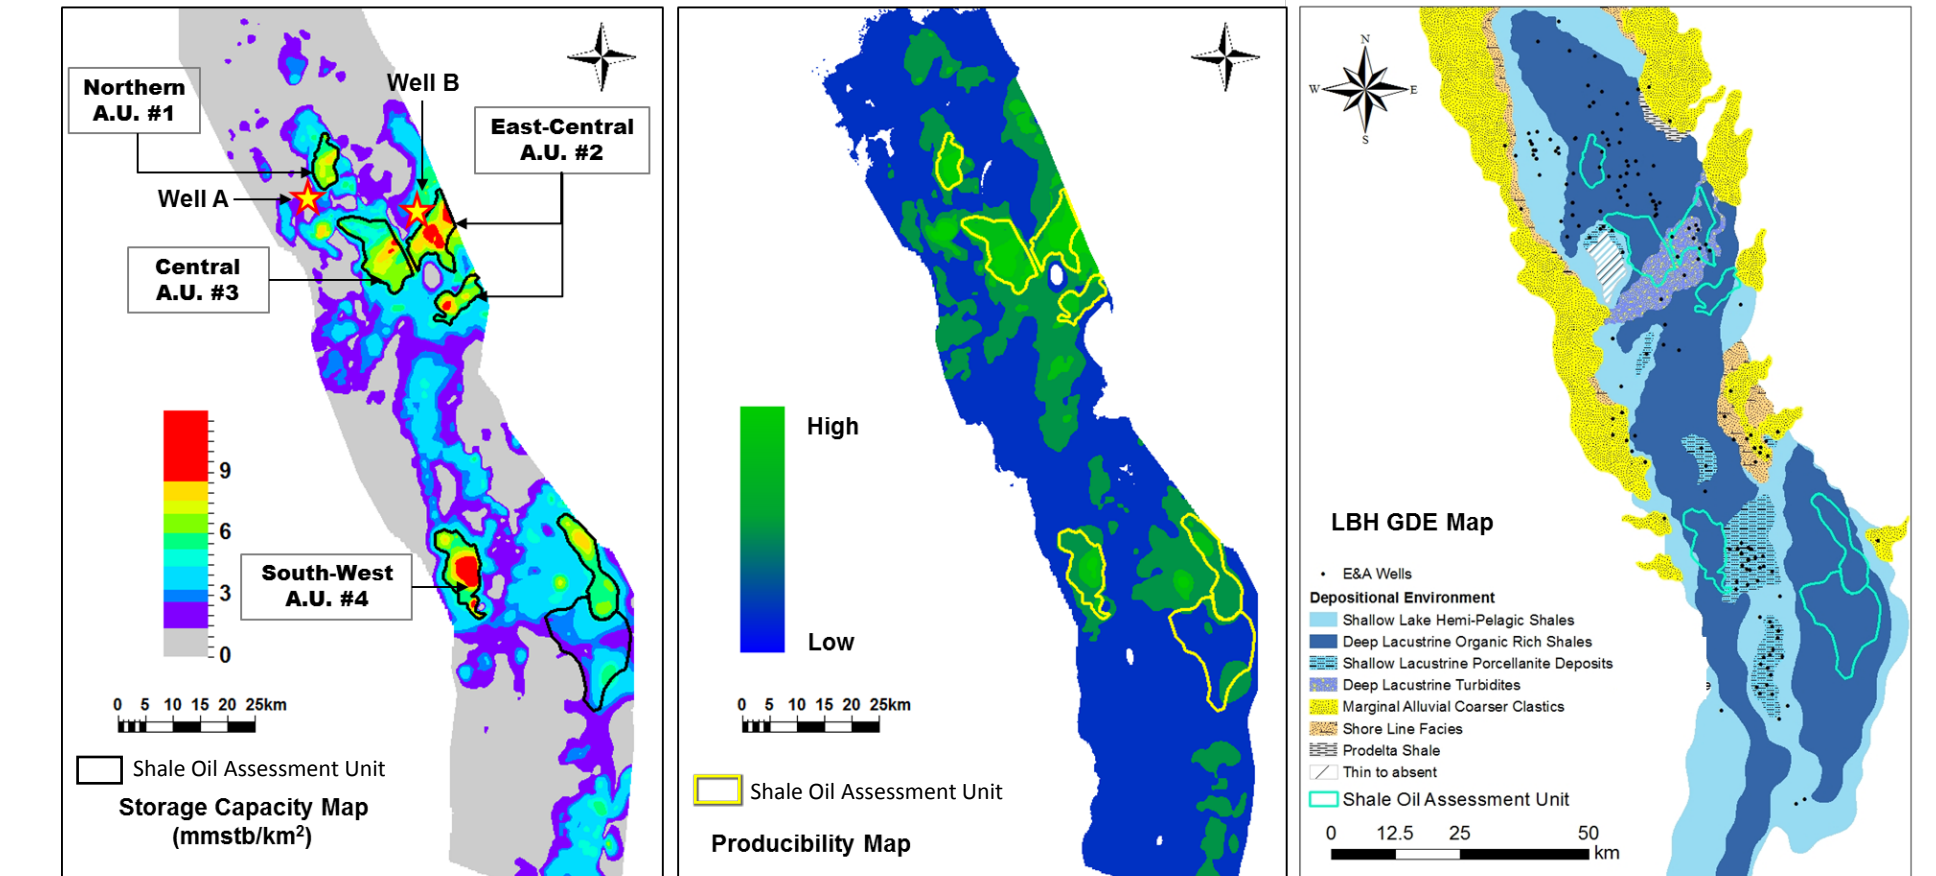 Northern
A.U. #1
Well B
East-Central
A.U. #2
Well A
Central
A.U. #3
9
6
3
0
South-West
A.U. #4
0 5 10 15 20 25km
Shale Oil Assessment Unit
Storage Capacity Map
(mmstb/km²)
High
Low
0 5 10 15 20 25km
Shale Oil Assessment Unit
Producibility Map
N
W E
S
LBH GDE Map
E&A Wells
Depositional Environment
Shallow Lake Hemi-Pelagic Shales
Deep Lacustrine Organic Rich Shales
Shallow Lacustrine Porcellanite Deposits
Deep Lacustrine Turbidites
e
Marginal Alluvial Coarser Clastics
Shore Line Facies
Prodelta Shale
Thin to absent
Shale Oil Assessment Unit
0 12.5 25 50
km